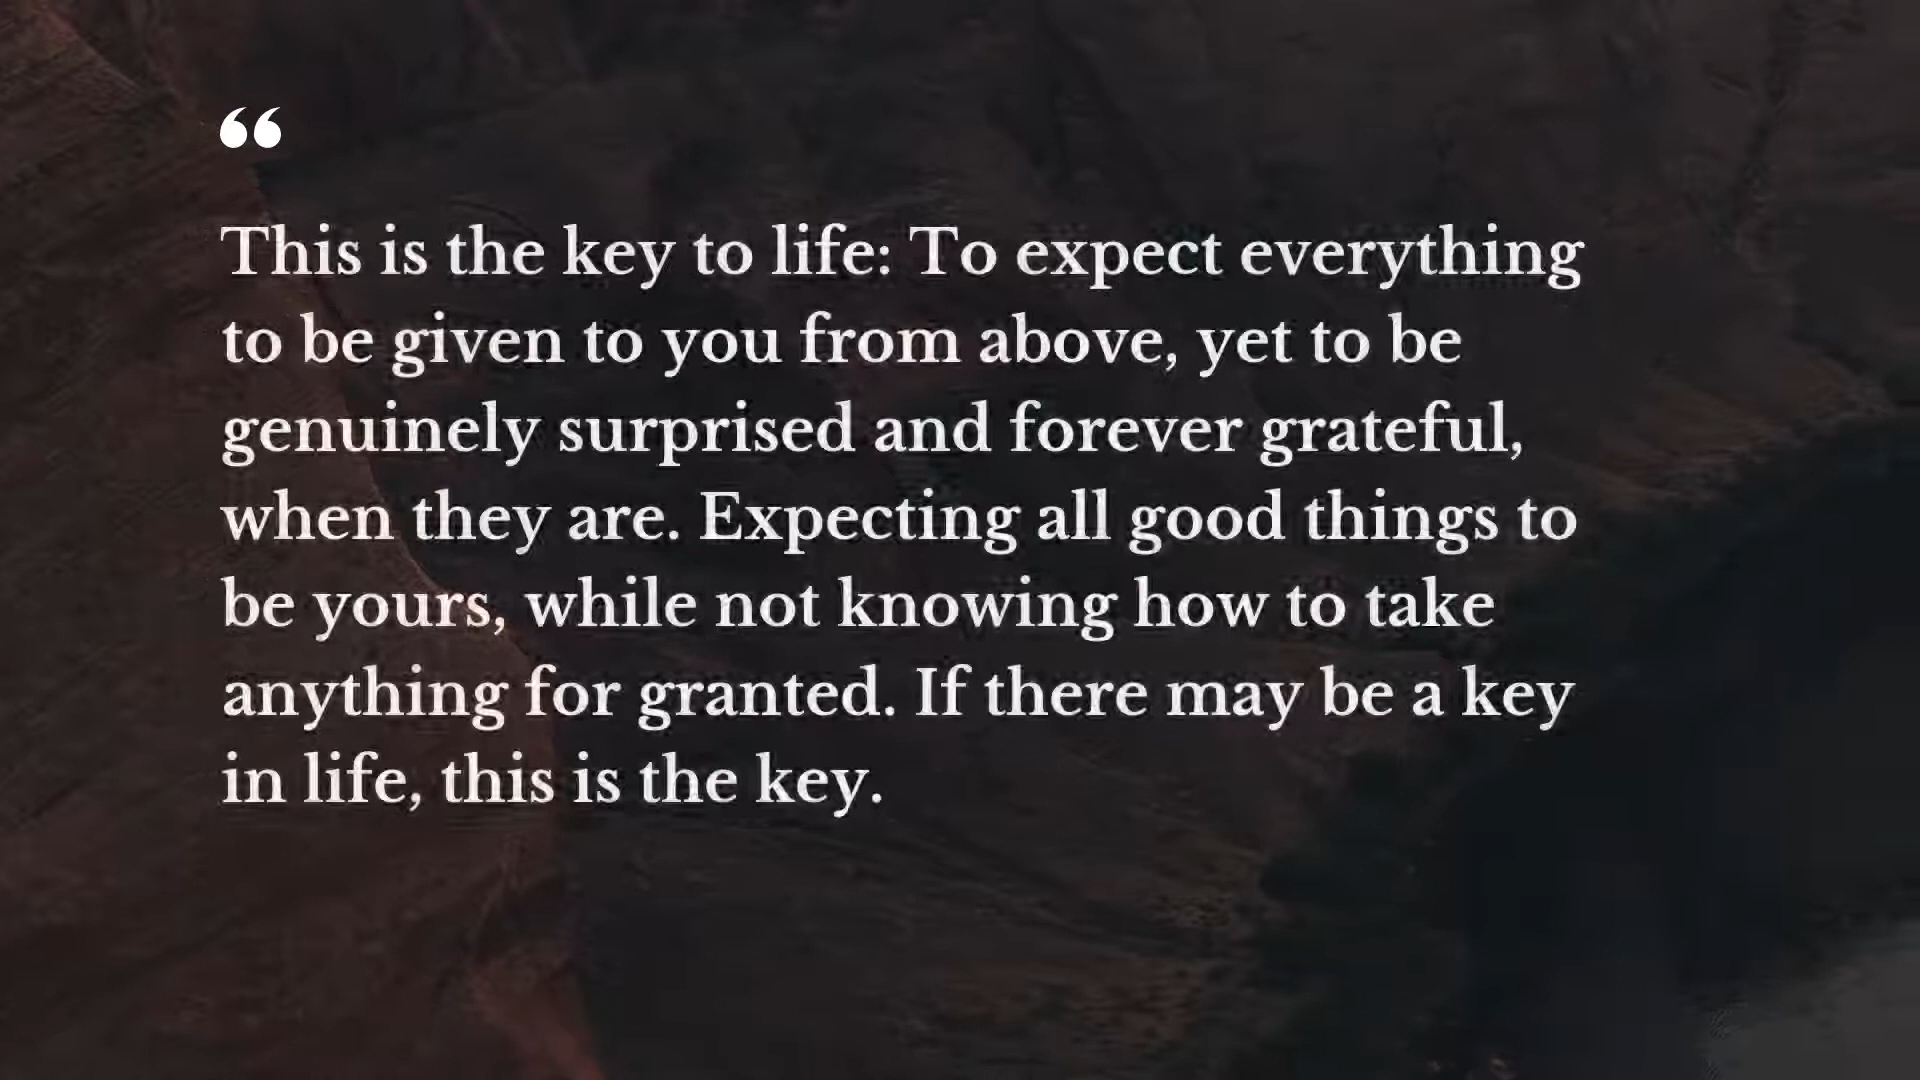 “
This is the key to life: To expect everything
to be given to you from above, yet to be
genuinely surprised and forever grateful,
when they are. Expecting all good things to
be yours, while not knowing how to take
anything for granted. If there may be a key
in life, this is the key.